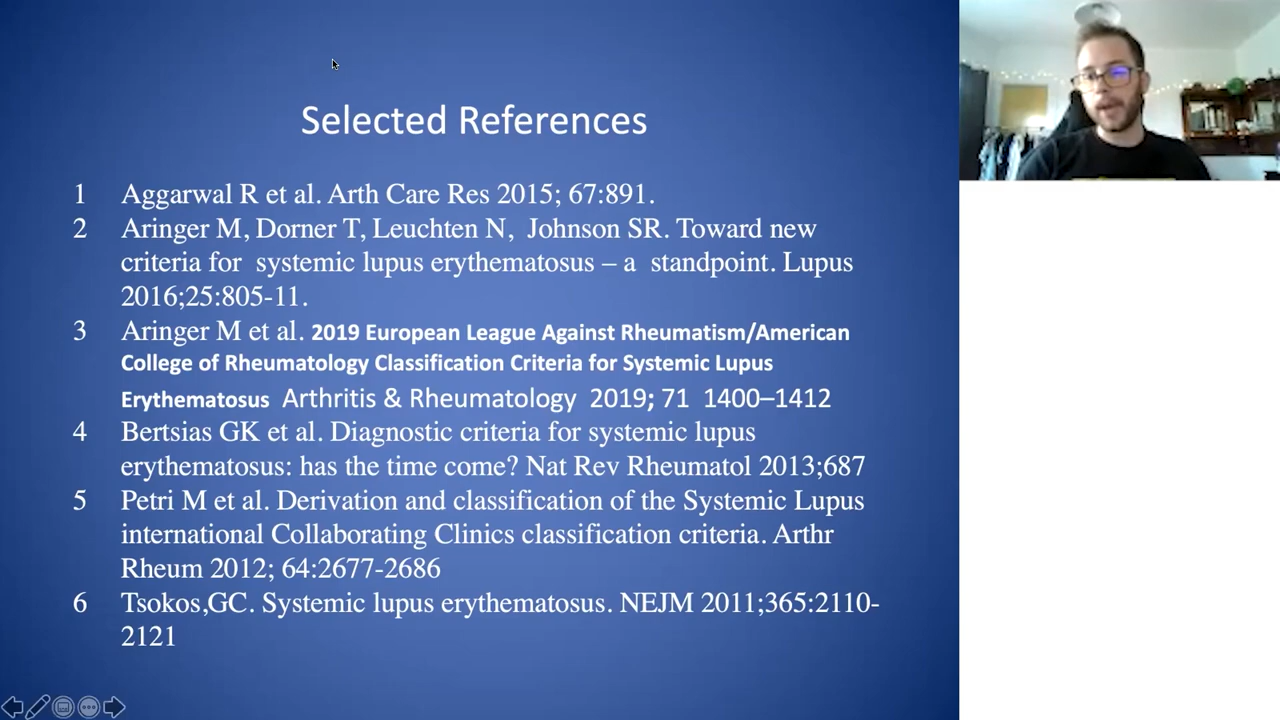 Selected References
1 Aggarwal R et al. Arth Care Res 2015; 67:891.
2 Aringer M, Dorner T, Leuchten N, Johnson SR. Toward new
criteria for systemic lupus erythematosus – a standpoint. Lupus
2016;25:805-11.
3 Aringer M et al. 2019 European League Against Rheumatism/American
College of Rheumatology Classification Criteria for Systemic Lupus
Erythematosus Arthritis & Rheumatology 2019; 71 1400–1412
4 Bertsias GK et al. Diagnostic criteria for systemic lupus
erythematosus: has the time come? Nat Rev Rheumatol 2013;687
5 Petri M et al. Derivation and classification of the Systemic Lupus
international Collaborating Clinics classification criteria. Arthr
Rheum 2012; 64:2677-2686
6 Tsokos,GC. Systemic lupus erythematosus. NEJM 2011;365:2110-
2121